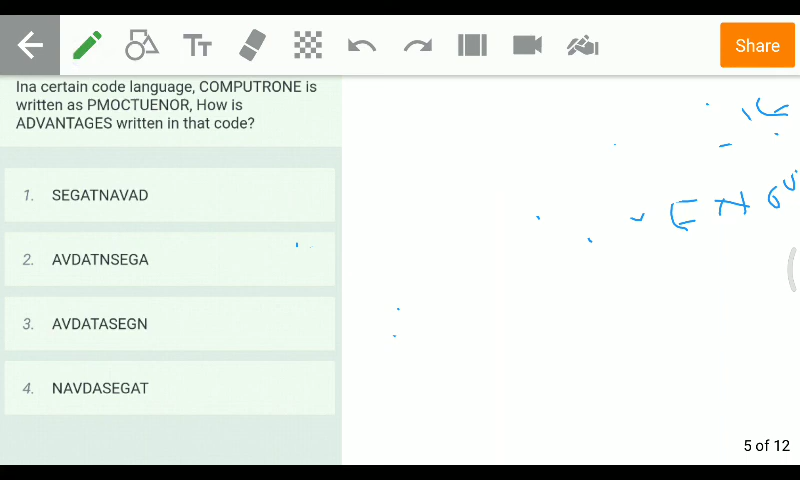 Share
Ina certain code language, COMPUTRONE is
written as PMOCTUENOR, How is
ADVANTAGES written in that code?
1. SEGATNAVAD
2. AVDATNSEGA
3. AVDATASEGN
4. NAVDASEGAT
5 of 12